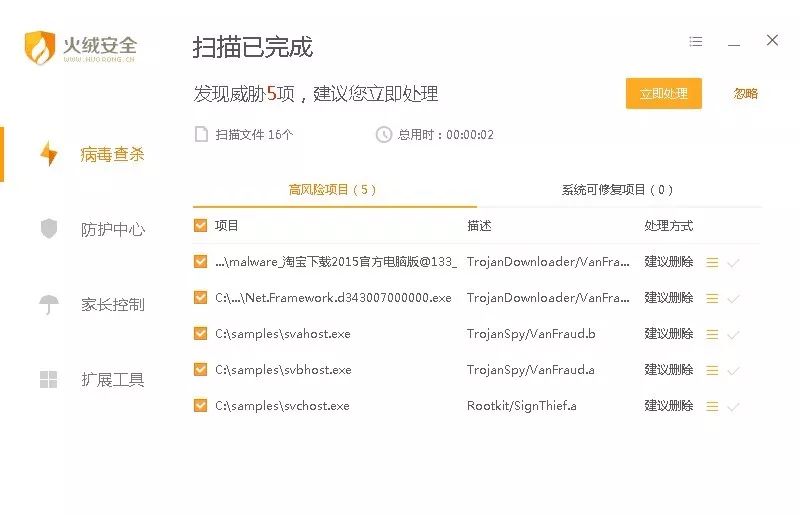 火绒安全
WWW.HUORONG.CN
病毒查杀
防护中心
家长控制
扩展工具
扫描已完成
发现威胁5项，建议您立即处理
立即处理 忽略
扫描文件 16个 总用时：00:00:02
高风险项目（5） 系统可修复项目（0）
项目 描述 处理方式
...\malware_淘宝下载2015官方电脑版@133_ TrojanDownloader/VanFra... 建议删除
C:\...\Net.Framework.d343007000000.exe TrojanDownloader/VanFra... 建议删除
C:\samples\svahost.exe TrojanSpy/VanFraud.b 建议删除
C:\samples\svbhost.exe TrojanSpy/VanFraud.a 建议删除
C:\samples\svchost.exe Rootkit/SignThief.a 建议删除